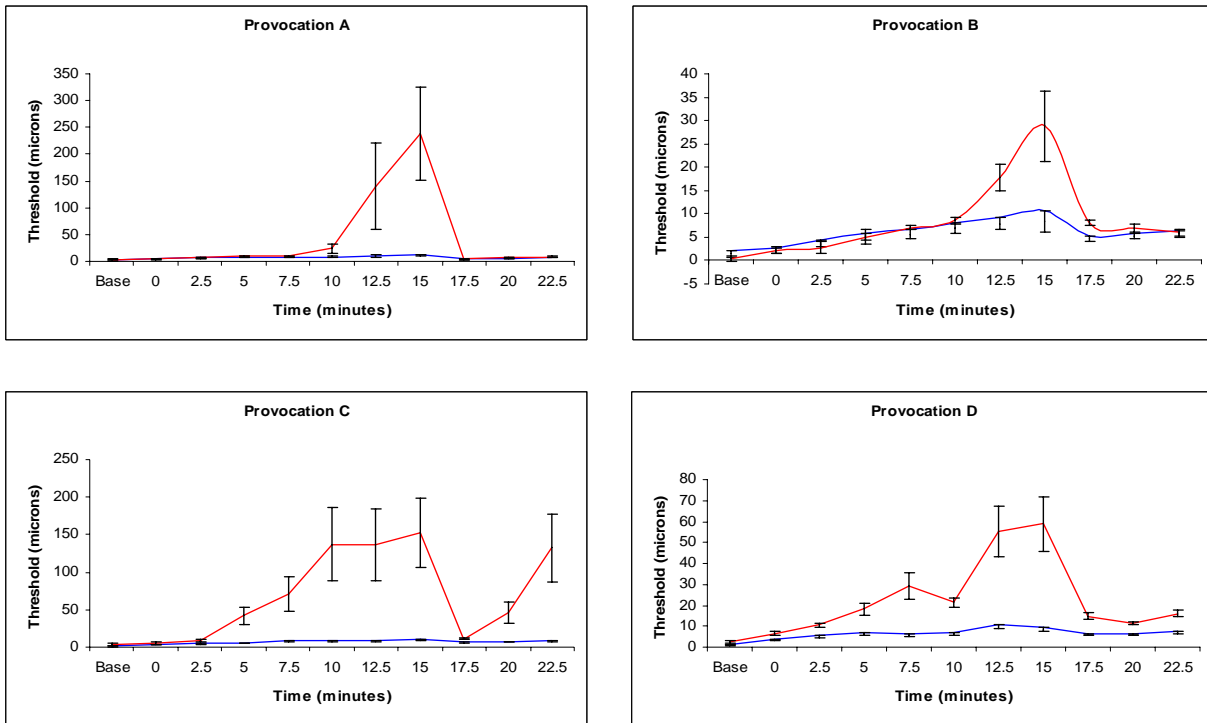 Provocation A
Threshold (microns)
350
300
250
200
150
100
50
0
Base 0 2.5 5 7.5 10 12.5 15 17.5 20 22.5
Time (minutes)
Provocation B
Threshold (microns)
40
35
30
25
20
15
10
5
0
-5
Base 0 2.5 5 7.5 10 12.5 15 17.5 20 22.5
Time (minutes)
Provocation C
Threshold (microns)
250
200
150
100
50
0
Base 0 2.5 5 7.5 10 12.5 15 17.5 20 22.5
Time (minutes)
Provocation D
Threshold (microns)
80
70
60
50
40
30
20
10
0
Base 0 2.5 5 7.5 10 12.5 15 17.5 20 22.5
Time (minutes)